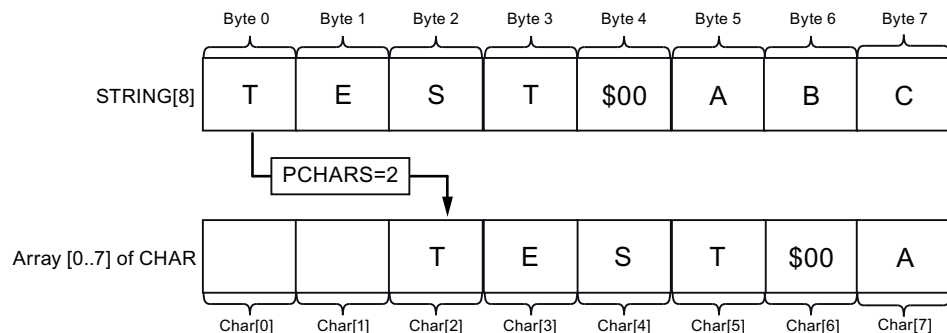 Byte 0 Byte 1 Byte 2 Byte 3 Byte 4 Byte 5 Byte 6 Byte 7
STRING[8] T E S T $00 A B C
PCHARS=2
Array [0..7] of CHAR T E S T $00 A
Char[0] Char[1] Char[2] Char[3] Char[4] Char[5] Char[6] Char[7]